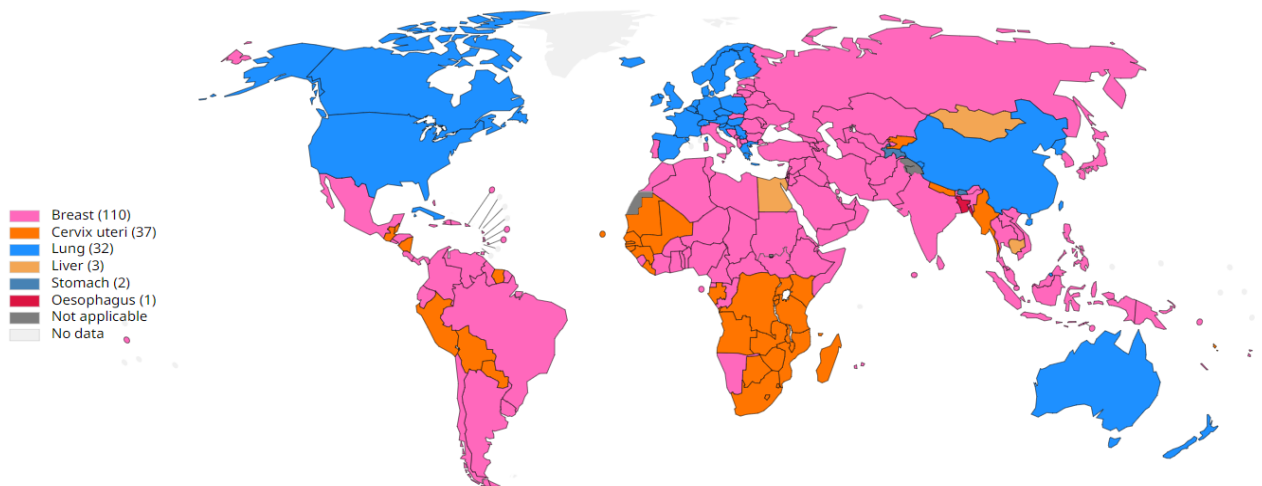 Breast (110)
Cervix uteri (37)
Lung (32)
Liver (3)
Stomach (2)
Oesophagus (1)
Not applicable
No data